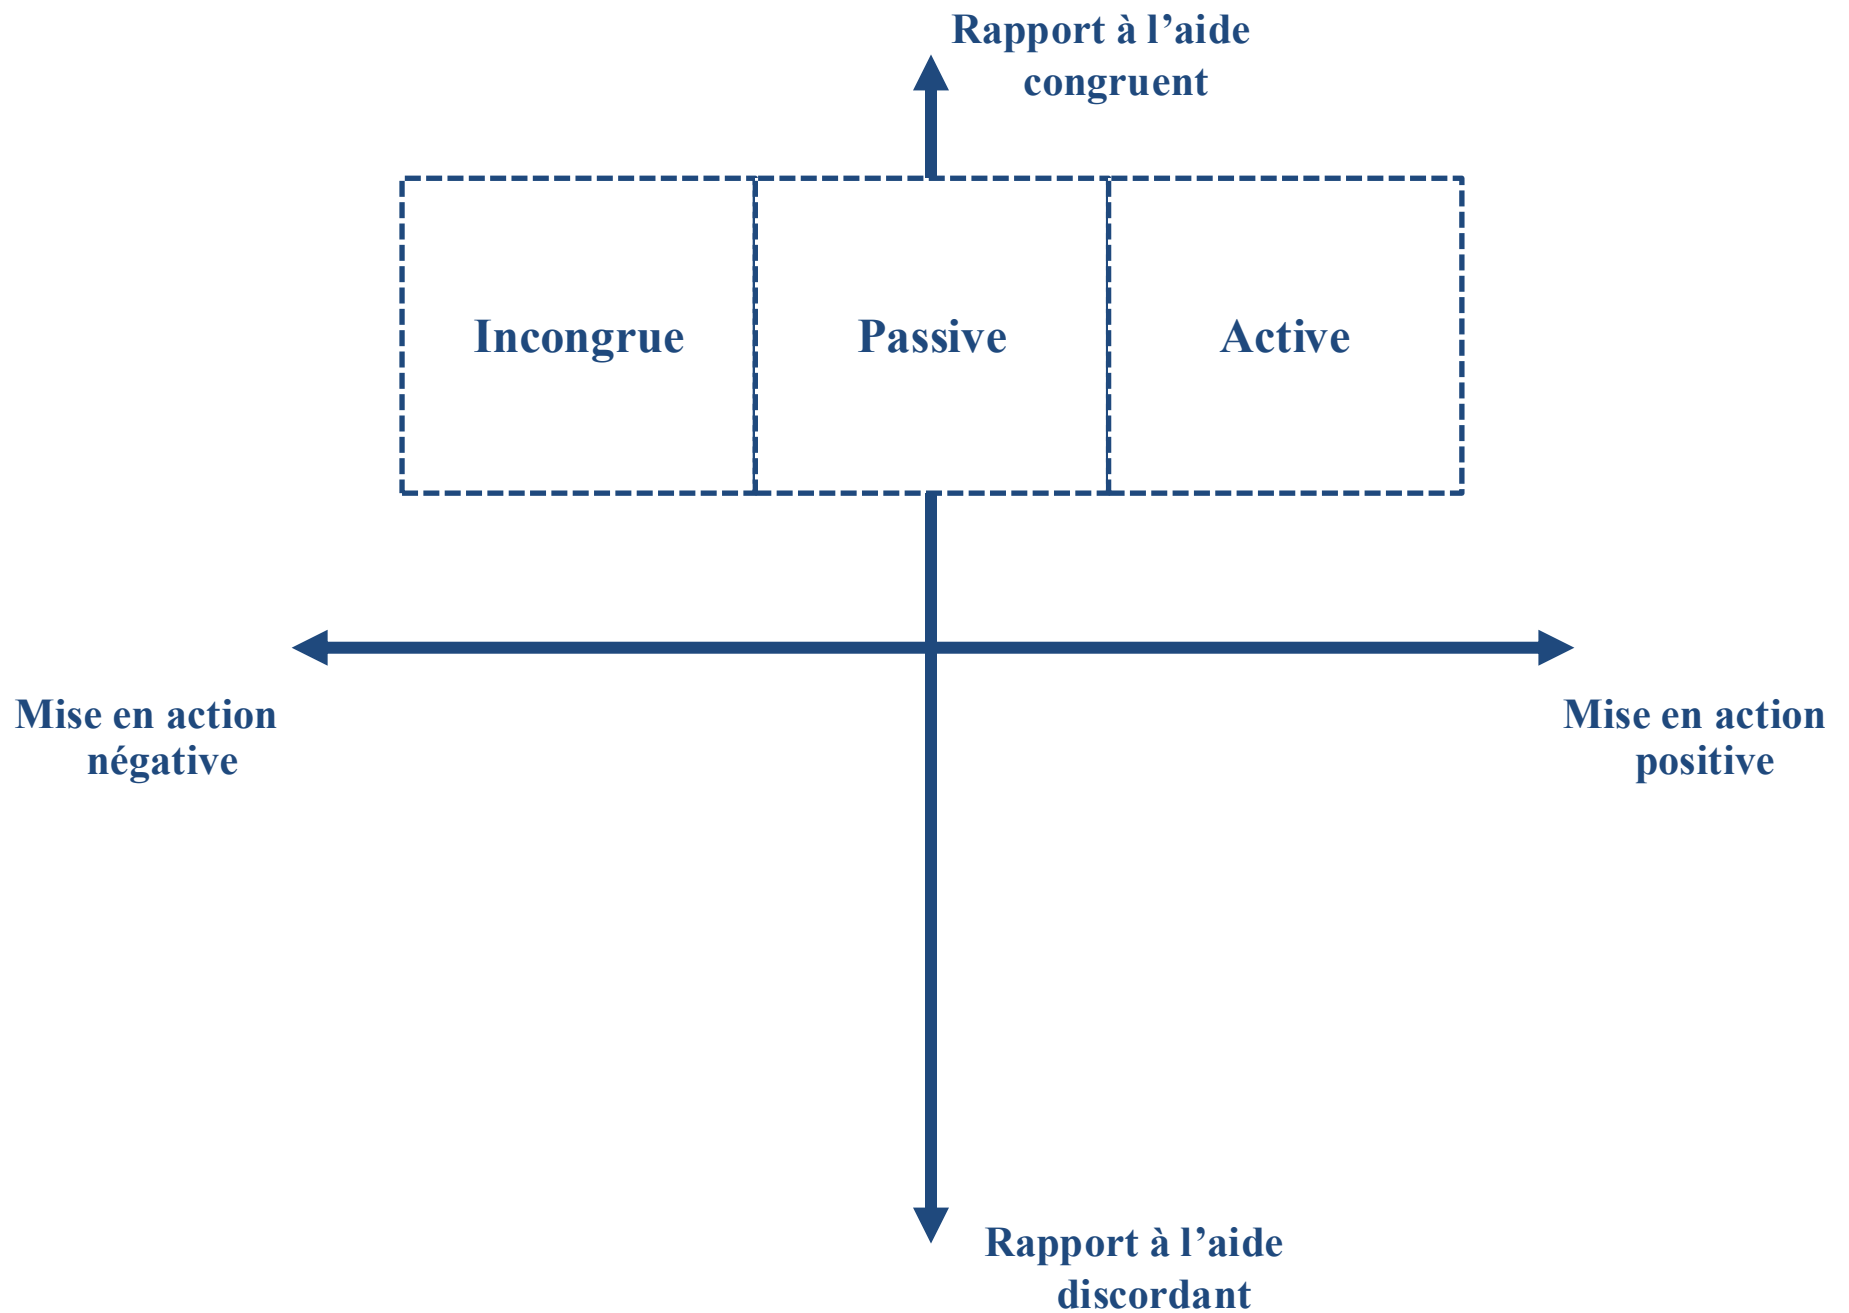 Rapport à l’aide
congruent
Incongrue
Passive
Active
Mise en action
négative
Mise en action
positive
Rapport à l’aide
discordant